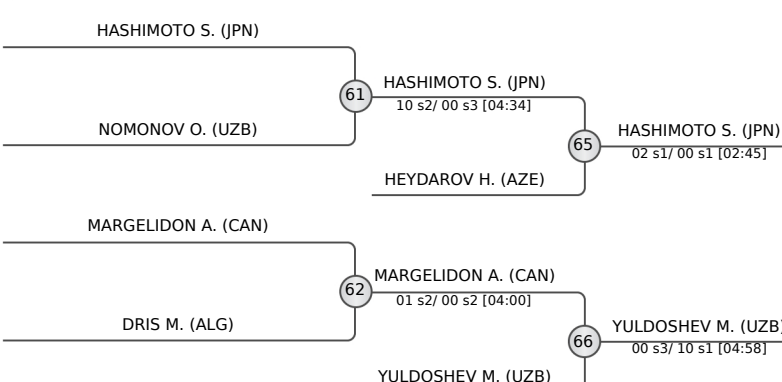 HASHIMOTO S. (JPN)
61
HASHIMOTO S. (JPN)
10 s2/ 00 s3 [04:34]
NOMONOV O. (UZB)
65
HASHIMOTO S. (JPN)
02 s1/ 00 s1 [02:45]
HEYDAROV H. (AZE)
MARGELIDON A. (CAN)
62
MARGELIDON A. (CAN)
01 s2/ 00 s2 [04:00]
DRIS M. (ALG)
66
YULDOSHEV M. (UZB)
00 s3/ 10 s1 [04:58]
YULDOSHEV M. (UZB)